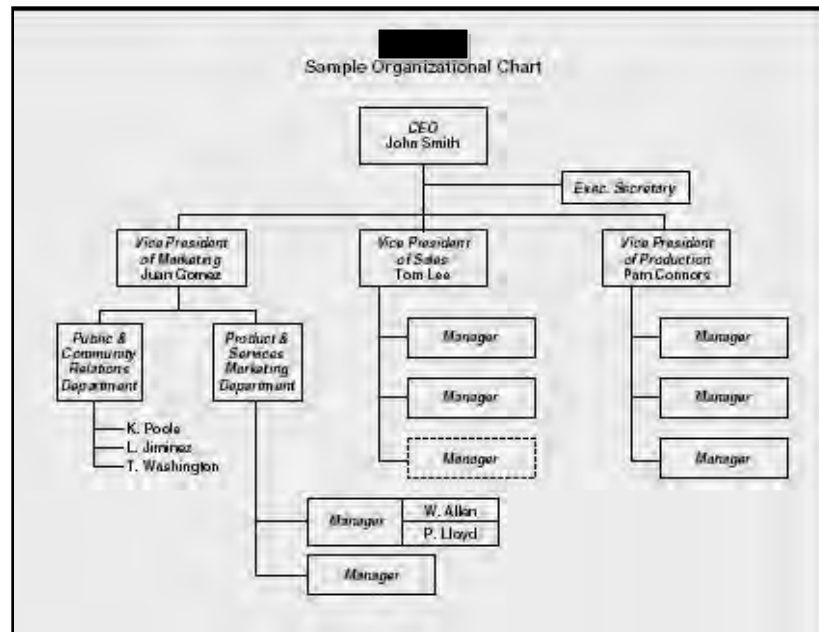 Sample Organizational Chart
CEO
John Smith
Exec. Secretary
Vice President
of Marketing
Juan Gomez
Vice President
of Sales
Tom Lee
Vice President
of Production
Pam Connors
Public &
Community
Relations
Department
Product &
Services
Marketing
Department
K. Poole
L. Jiminez
T. Washington
Manager
Manager
Manager
Manager
Manager
Manager
Manager
W. Allen
P. Lloyd
Manager